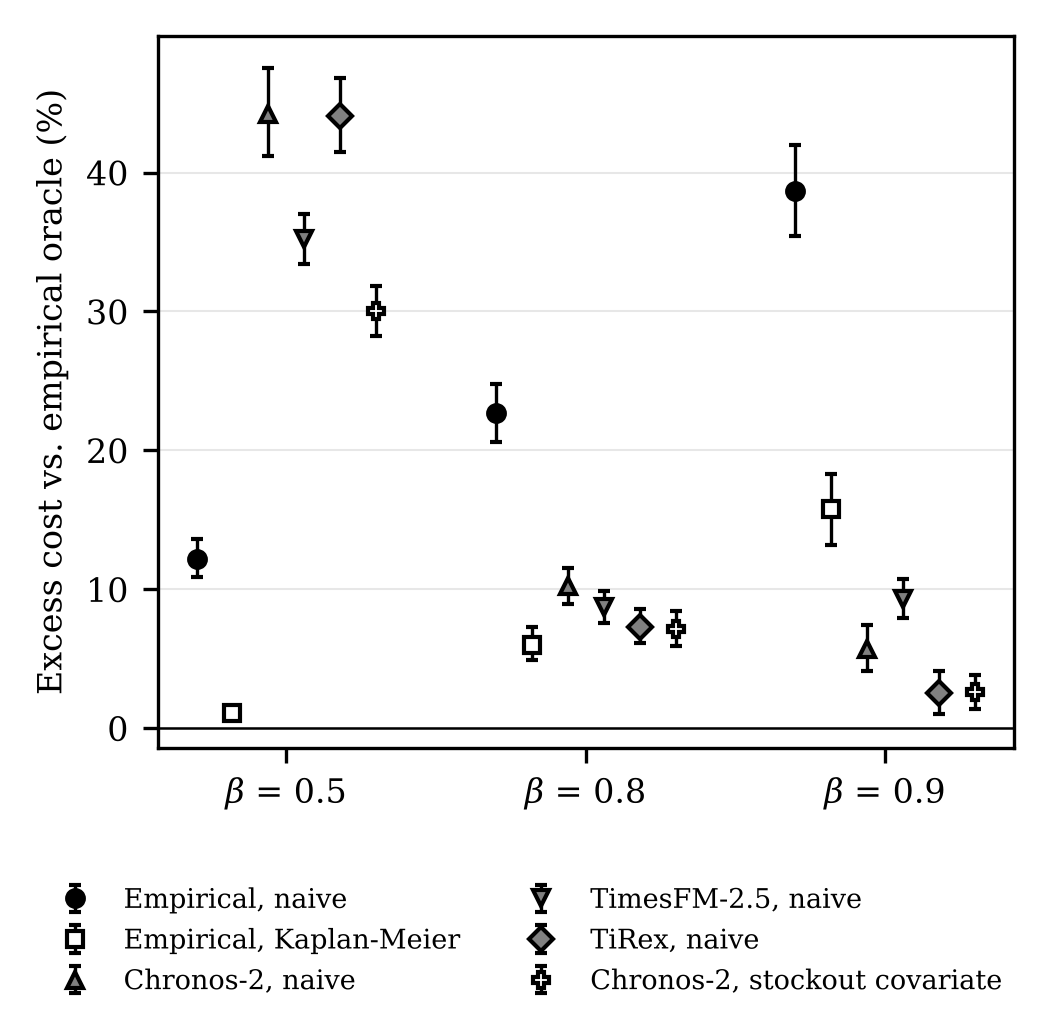 Excess cost vs. empirical oracle (%)
40
30
20
10
0
β = 0.5
β = 0.8
β = 0.9
Empirical, naive
Empirical, Kaplan-Meier
Chronos-2, naive
TimesFM-2.5, naive
TiRex, naive
Chronos-2, stockout covariate